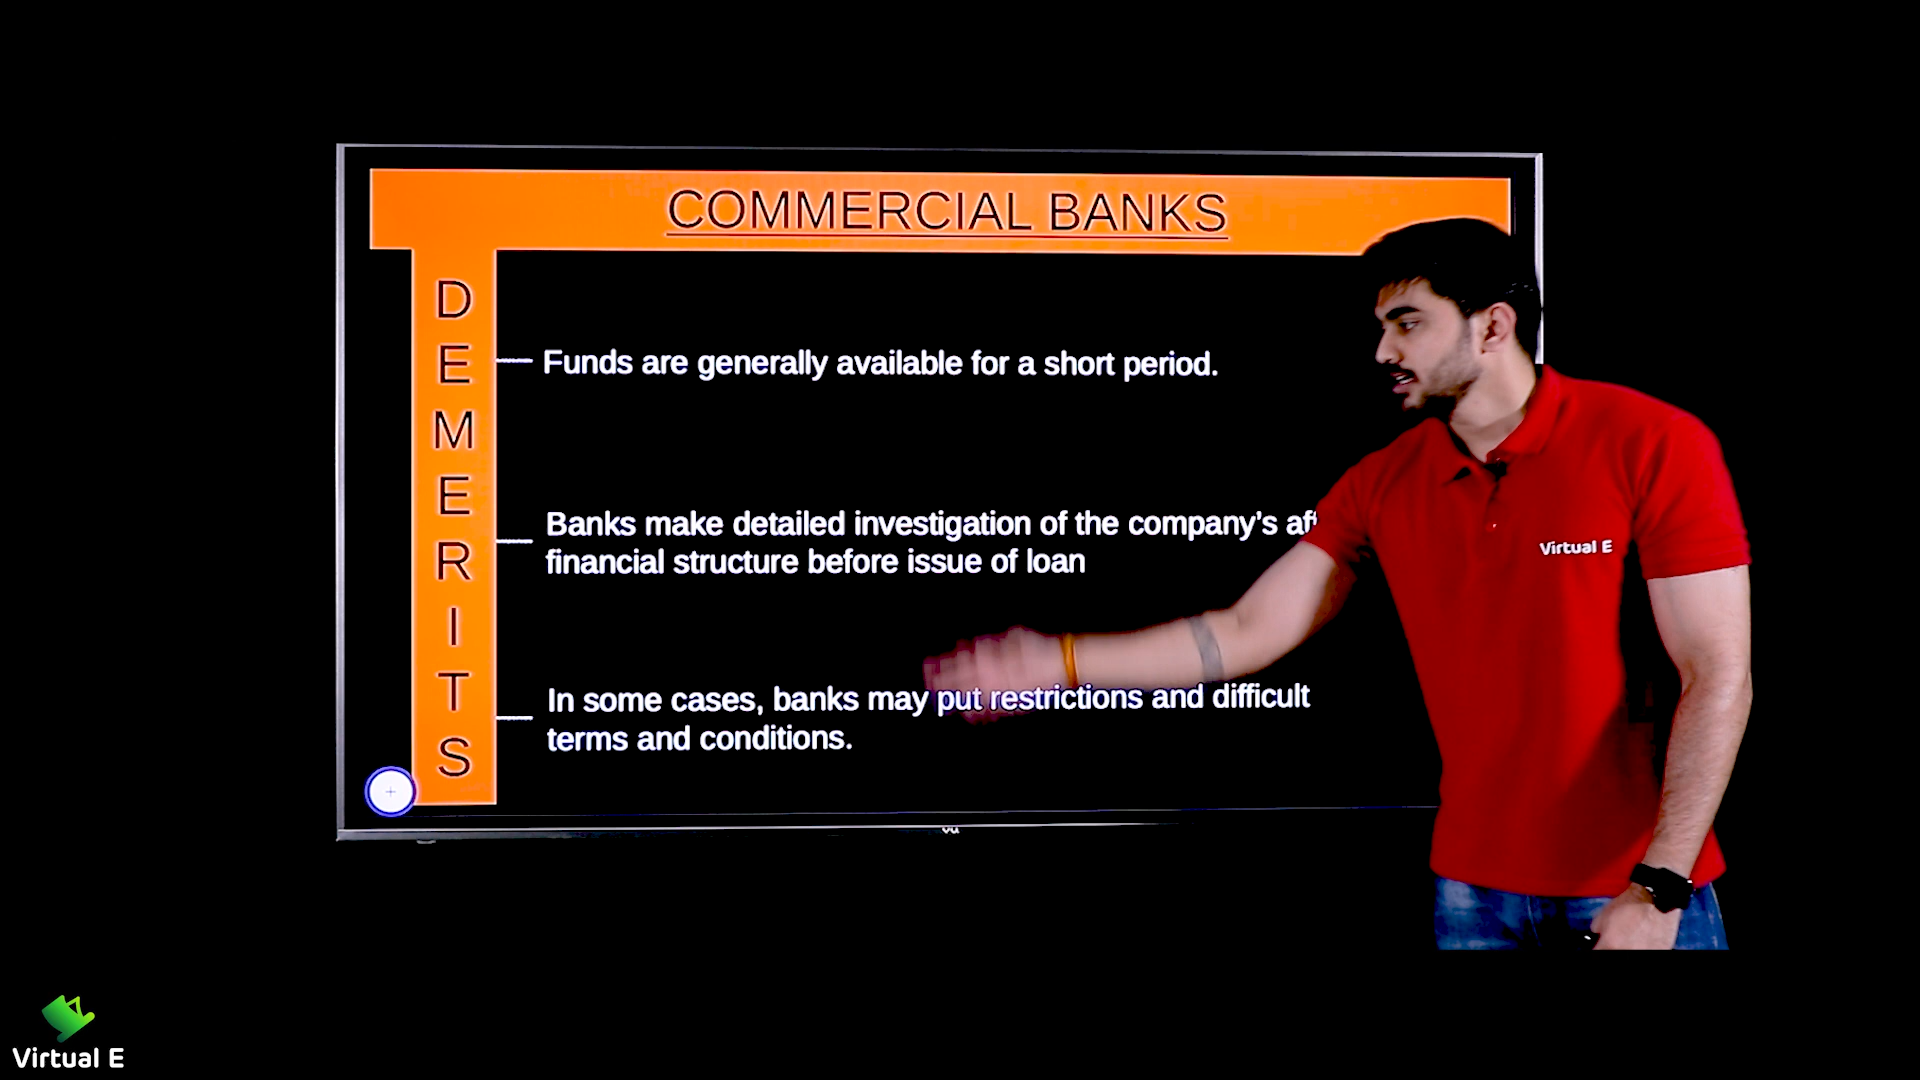 COMMERCIAL BANKS
DEMERITS
Funds are generally available for a short period.
Banks make detailed investigation of the company's
financial structure before issue of loan
In some cases, banks may put restrictions and difficult
terms and conditions.
Virtual E
Virtual E